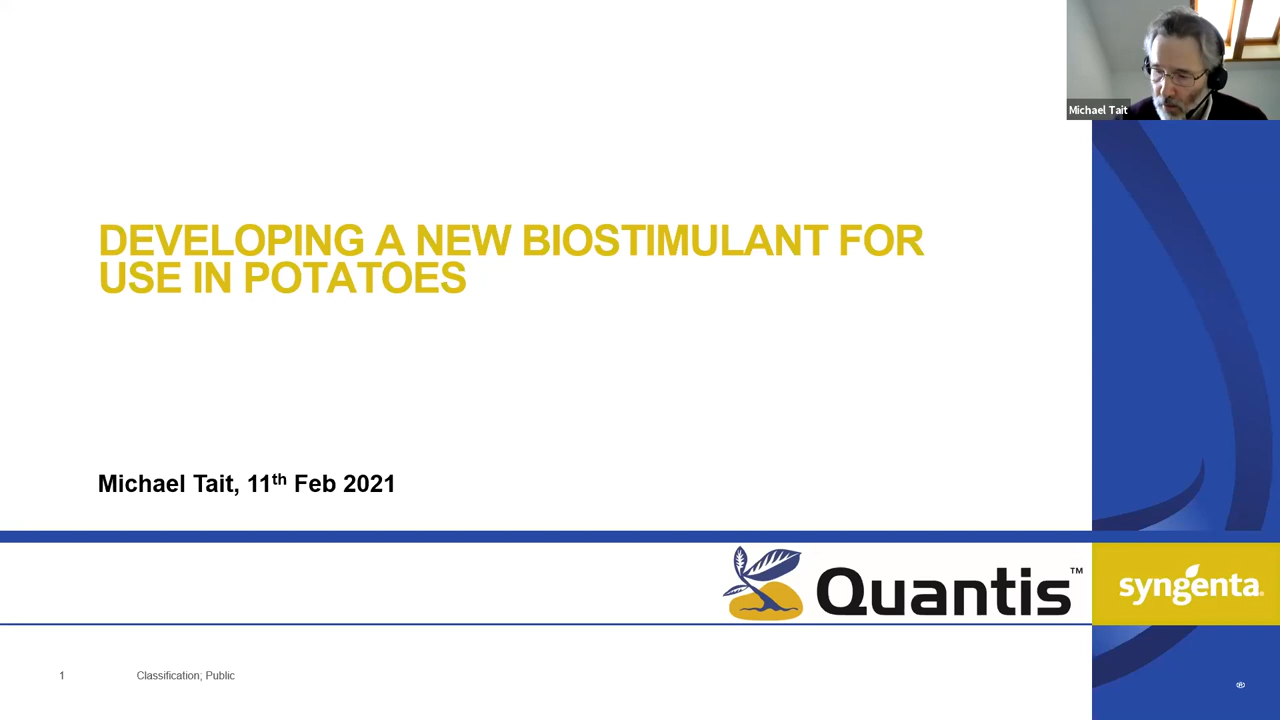 Michael Tait
DEVELOPING A NEW BIOSTIMULANT FOR
USE IN POTATOES
Michael Tait, 11th Feb 2021
Quantis™
syngenta®
1
Classification; Public
®